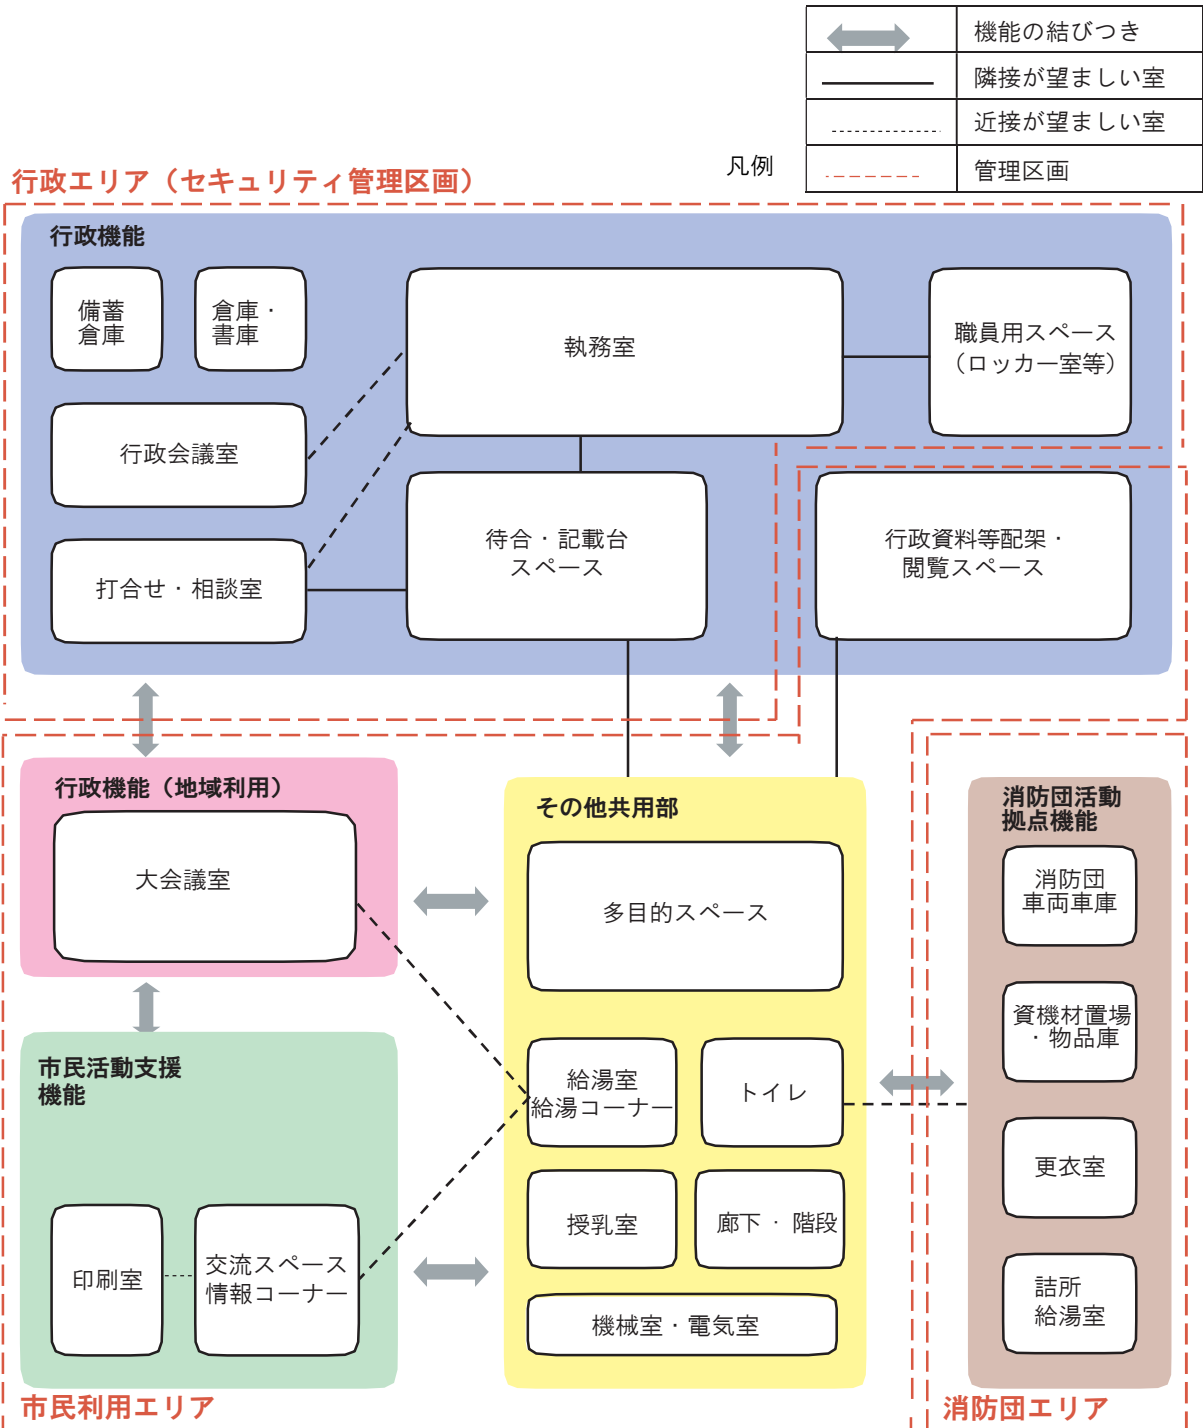 機能の結びつき
隣接が望ましい室
近接が望ましい室
凡例
管理区画
行政エリア（セキュリティ管理区画）
行政機能
備蓄
倉庫
倉庫・
書庫
執務室
職員用スペース
（ロッカー室等）
行政会議室
待合・記載台
スペース
行政資料等配架・
閲覧スペース
打合せ・相談室
行政機能（地域利用）
大会議室
その他共用部
多目的スペース
消防団活動
拠点機能
消防団
車両車庫
資機材置場
・物品庫
更衣室
詰所
給湯室
市民活動支援
機能
給湯室
給湯コーナー
トイレ
授乳室
廊下・階段
印刷室
交流スペース
情報コーナー
機械室・電気室
市民利用エリア
消防団エリア